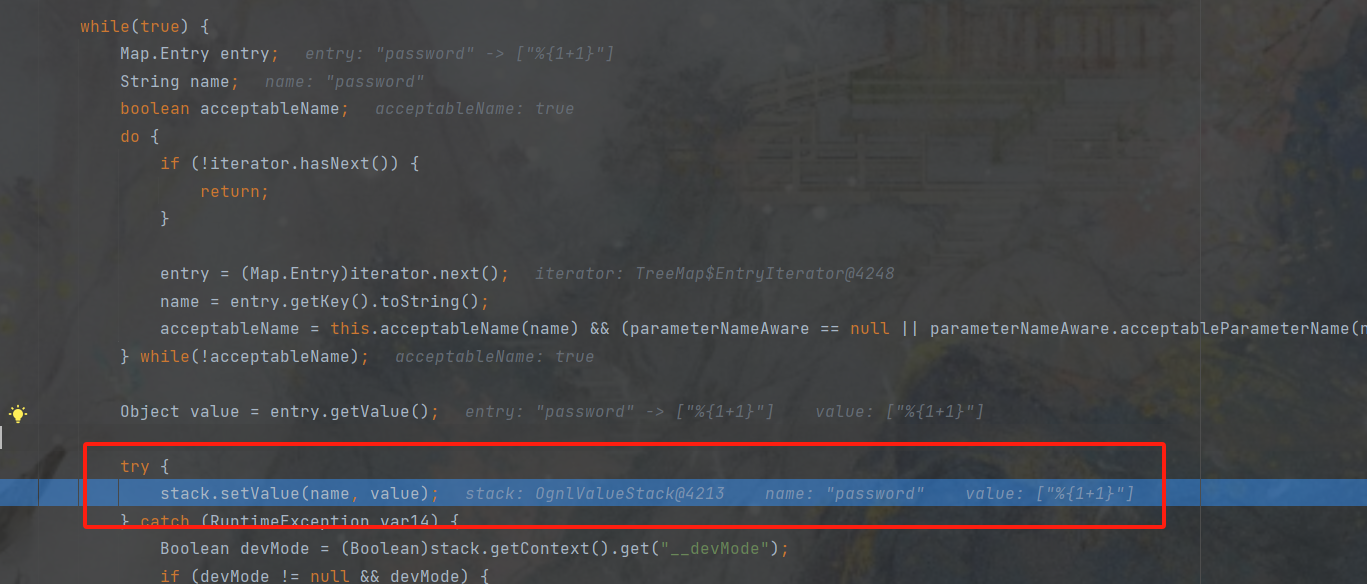 while(true) {
Map.Entry entry; entry: "password" -> ["%{1+1}"]
String name; name: "password"
boolean acceptableName; acceptableName: true
do {
if (!iterator.hasNext()) {
return;
}
entry = (Map.Entry)iterator.next(); iterator: TreeMap$EntryIterator@4248
name = entry.getKey().toString();
acceptableName = this.acceptableName(name) && (parameterNameAware == null || parameterNameAware.acceptableParameterName(n
} while(!acceptableName); acceptableName: true
Object value = entry.getValue(); entry: "password" -> ["%{1+1}"] value: ["%{1+1}"]
try {
stack.setValue(name, value); stack: OgnlValueStack@4213 name: "password" value: ["%{1+1}"]
} catch (RuntimeException var14) {
Boolean devMode = (Boolean)stack.getContext().get("__devMode");
if (devMode != null && devMode) {